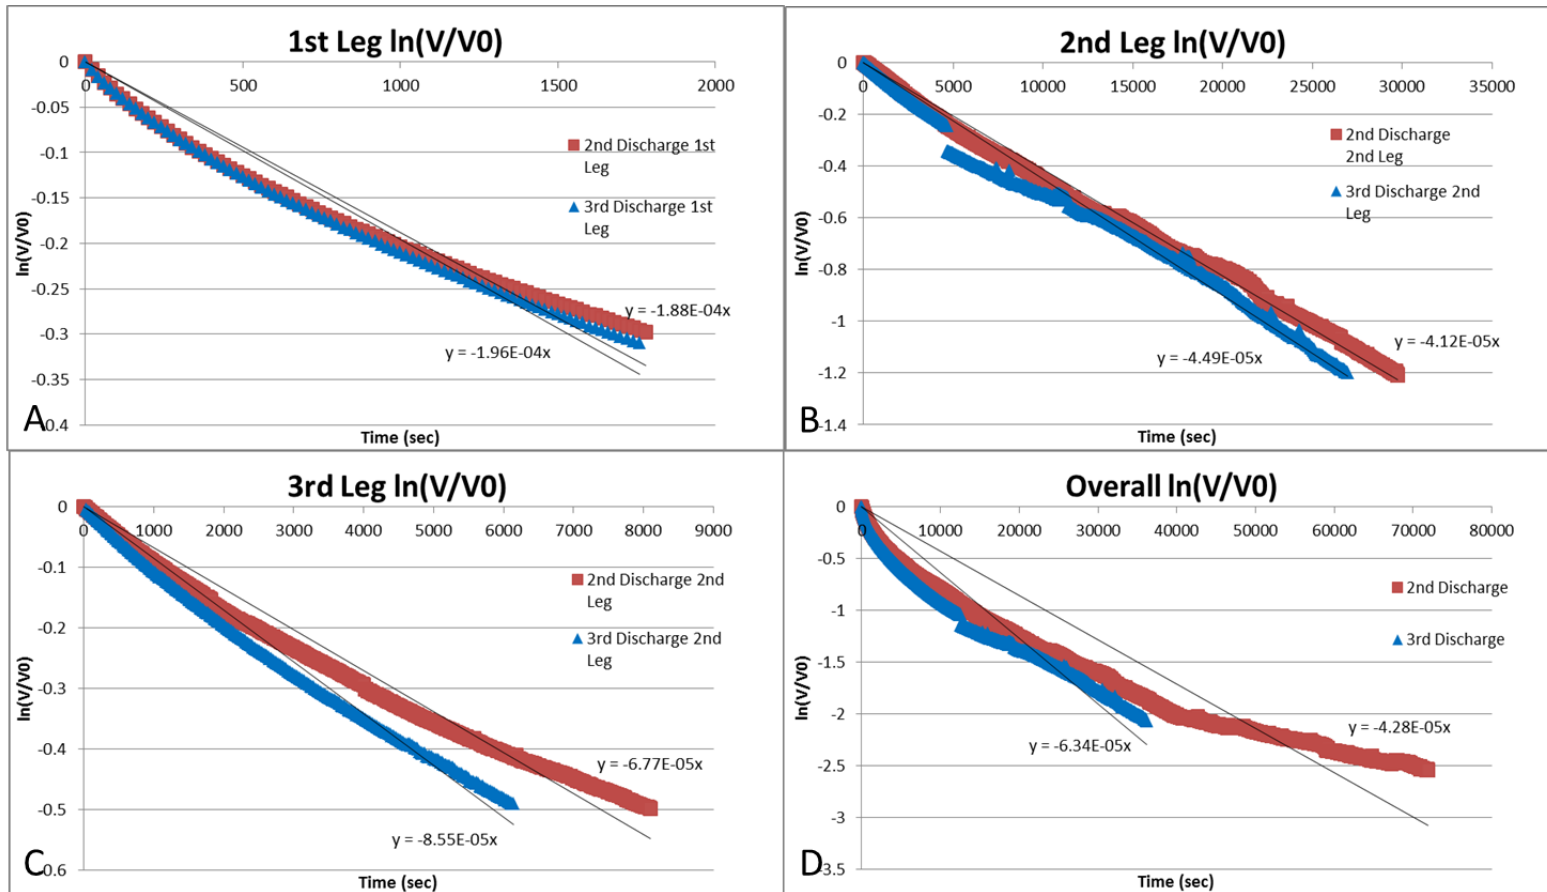 1st Leg ln(V/V0)
0
0 500 1000 1500 2000
-0.05
-0.1
-0.15
-0.2
-0.25
-0.3
-0.35
-0.4
ln(V/V0)
2nd Discharge 1st
Leg
3rd Discharge 1st
Leg
y = -1.88E-04x
y = -1.96E-04x
A
Time (sec)
2nd Leg ln(V/V0)
0
0 5000 10000 15000 20000 25000 30000 35000
-0.2
-0.4
-0.6
-0.8
-1
-1.2
-1.4
ln(V/V0)
2nd Discharge
2nd Leg
3rd Discharge 2nd
Leg
y = -4.12E-05x
y = -4.49E-05x
B
Time (sec)
3rd Leg ln(V/V0)
0
0 1000 2000 3000 4000 5000 6000 7000 8000 9000
-0.1
-0.2
-0.3
-0.4
-0.5
0.6
ln(V/V0)
2nd Discharge 2nd
Leg
3rd Discharge 2nd
Leg
y = -6.77E-05x
y = -8.55E-05x
C
Time (sec)
Overall ln(V/V0)
0
0 10000 20000 30000 40000 50000 60000 70000 80000
-0.5
-1
-1.5
-2
-2.5
-3
3.5
ln(V/V0)
2nd Discharge
3rd Discharge
y = -4.28E-05x
y = -6.34E-05x
D
Time (sec)